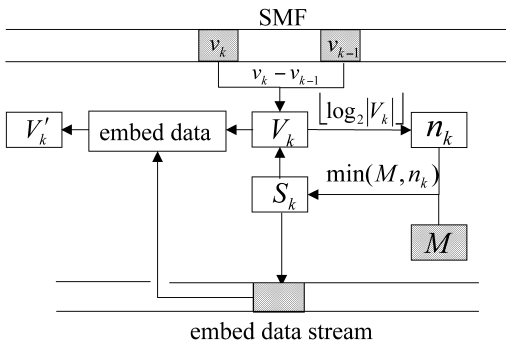 SMF
v_k v_{k-1}
v_k − v_{k-1}
⌊log_2|V_k|⌋
V'_k embed data V_k n_k
min(M, n_k)
S_k
M
embed data stream